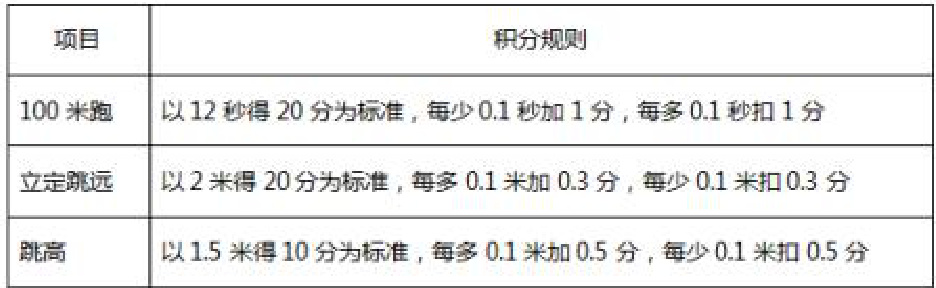 项目 积分规则
100 米跑 以 12 秒得 20 分为标准，每少 0.1 秒加 1 分，每多 0.1 秒扣 1 分
立定跳远 以 2 米得 20 分为标准，每多 0.1 米加 0.3 分，每少 0.1 米扣 0.3 分
跳高 以 1.5 米得 10 分为标准，每多 0.1 米加 0.5 分，每少 0.1 米扣 0.5 分